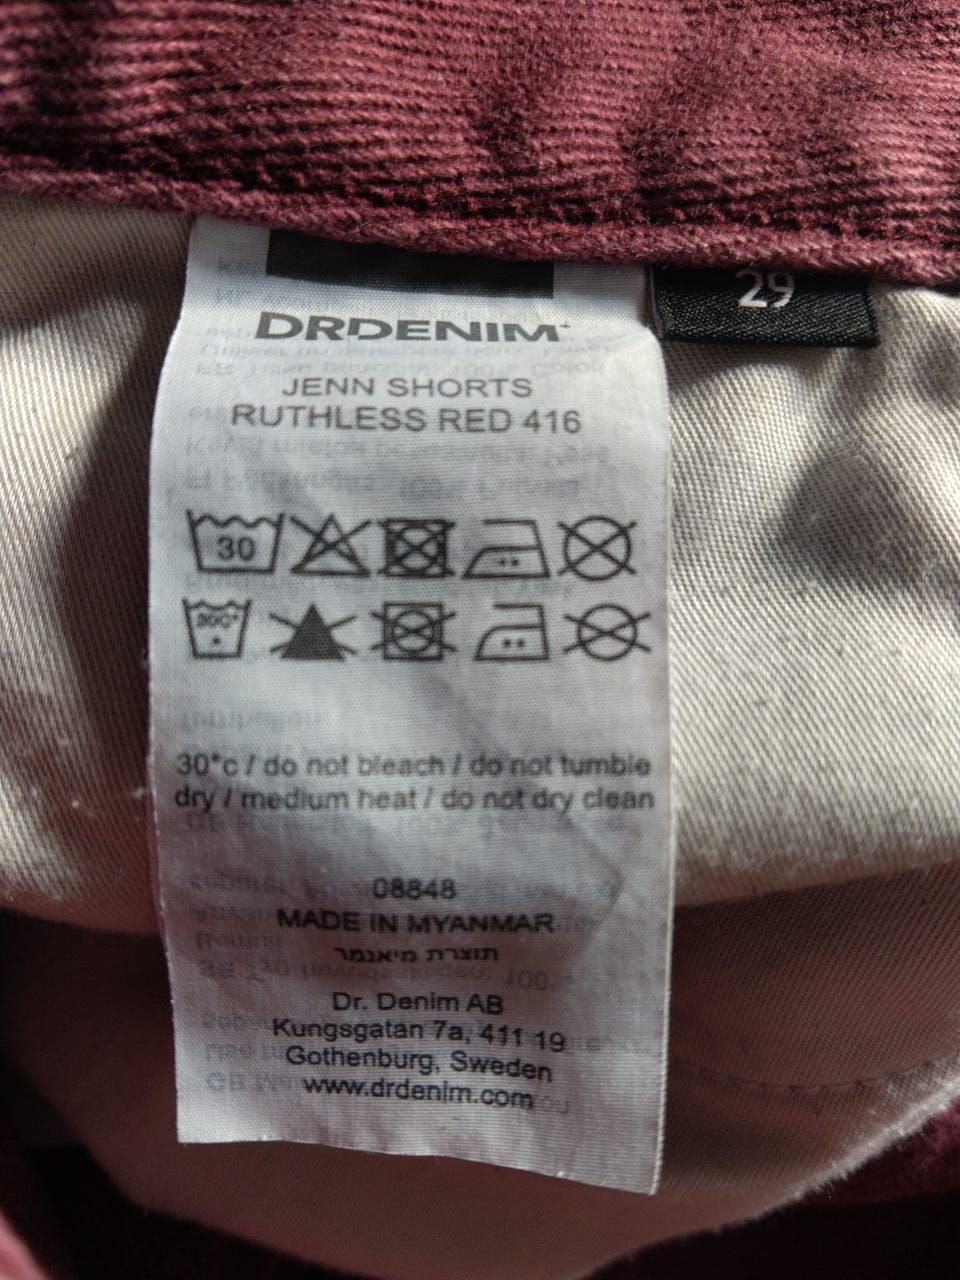 29
DRDENIM
JENN SHORTS
RUTHLESS RED 416
30
30°C
30°c / do not bleach / do not tumble
dry / medium heat / do not dry clean
08848
MADE IN MYANMAR
תוצרת מיאנמר
Dr. Denim AB
Kungsgatan 7a, 411 19
Gothenburg, Sweden
www.drdenim.com